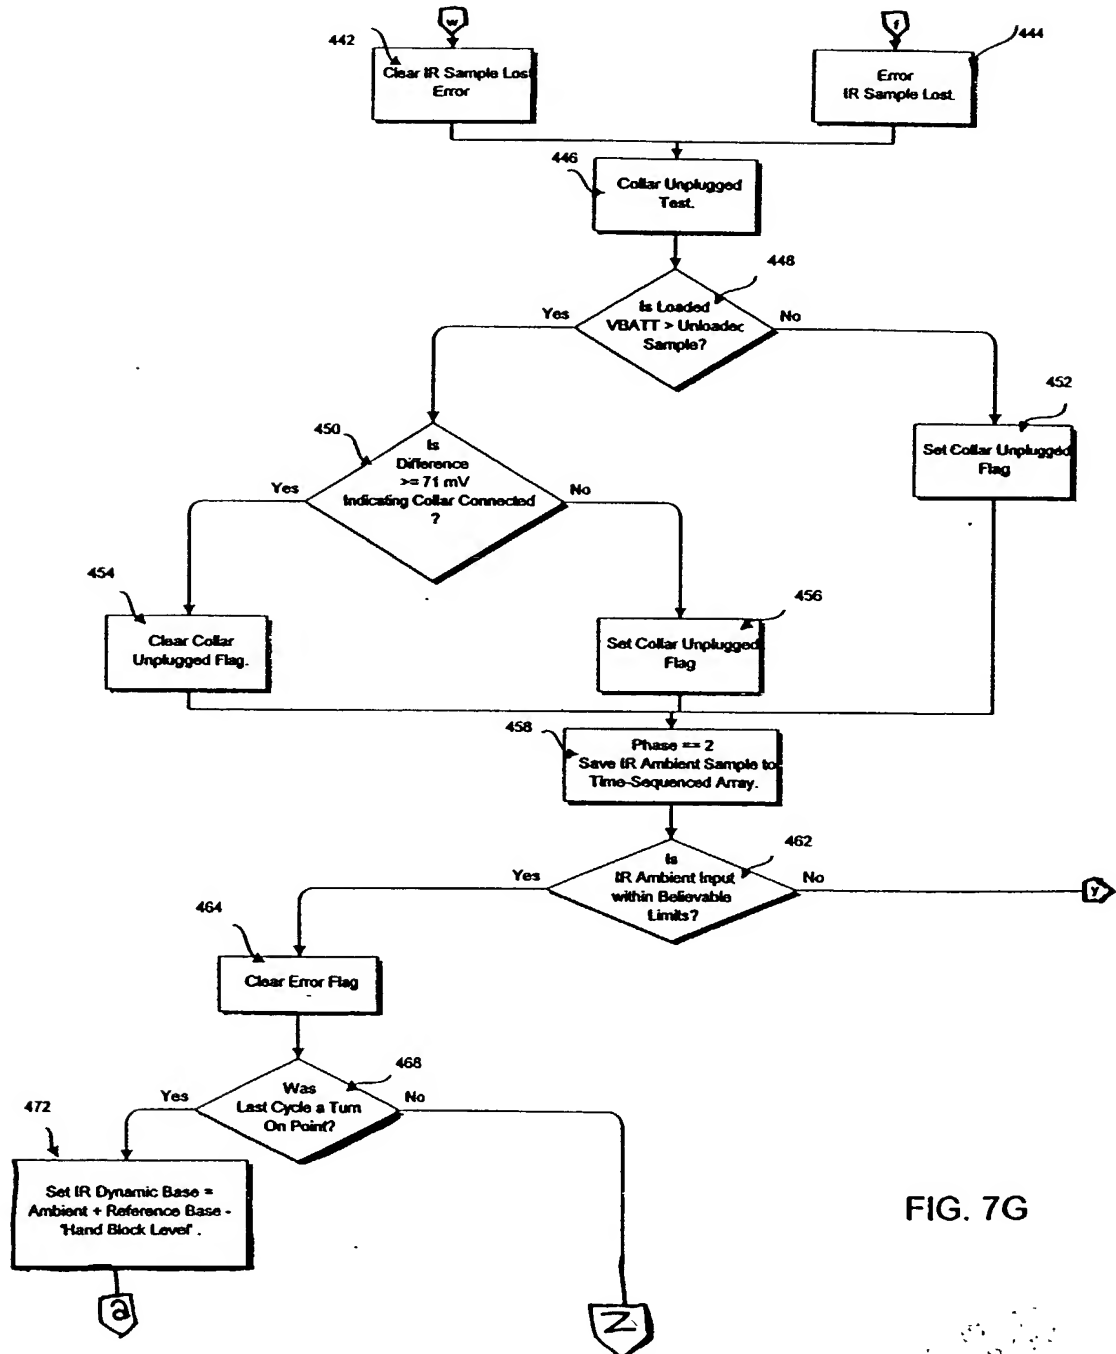 w
f
442
444
Clear IR Sample Los
Error
Error
IR Sample Lost.
446
Collar Unplugged
Test.
448
Is Loaded
VBATT > Unloaded
Sample?
Yes
No
452
Set Collar Unplugged
Flag
450
Is
Difference
>= 71 mV
Indicating Collar Connected
?
Yes
No
454
Clear Collar
Unplugged Flag.
456
Set Collar Unplugged
Flag
458
Phase == 2
Save IR Ambient Sample to
Time-Sequenced Array.
462
Is
IR Ambient Input
within Believable
Limits?
Yes
No
Y
464
Clear Error Flag
468
Was
Last Cycle a Turn
On Point?
Yes
No
472
Set IR Dynamic Base =
Ambient + Reference Base -
'Hand Block Level' .
FIG. 7G
a
Z